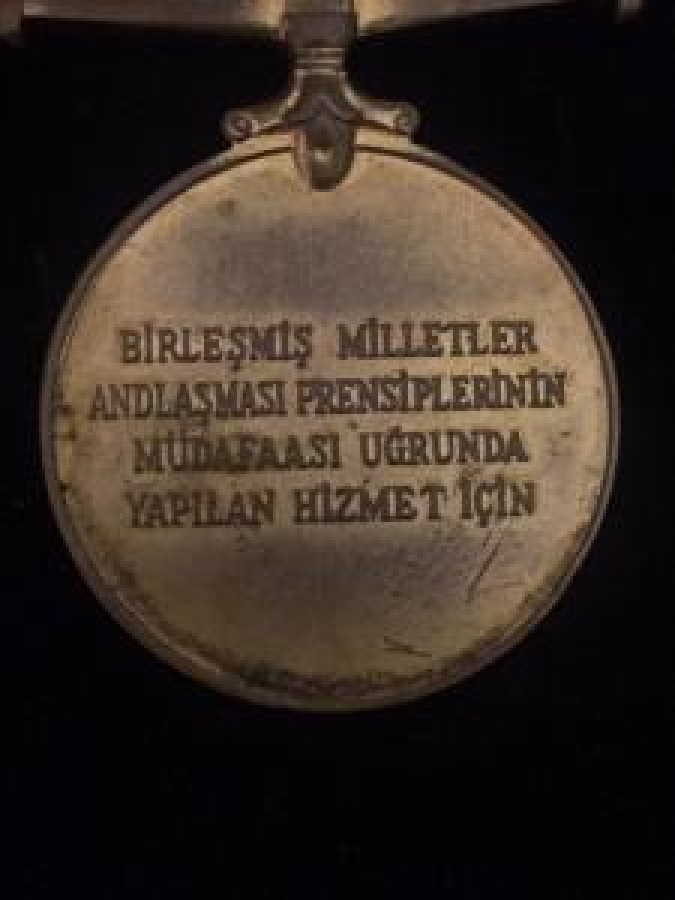 BİRLEŞMİŞ MİLLETLER
ANDLAŞMASI PRENSİPLERİNİN
MÜDAFAASI UĞRUNDA
YAPILAN HİZMET İÇİN